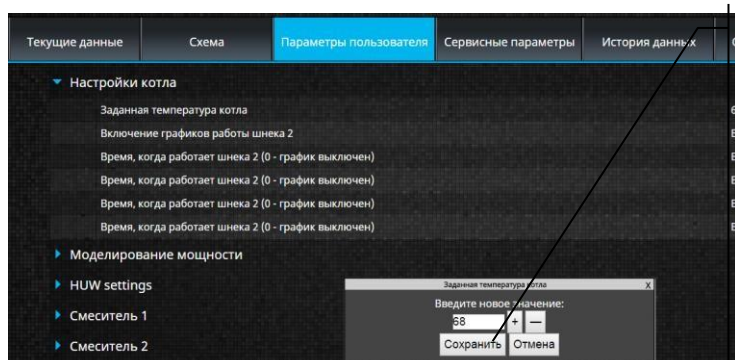 Текущие данные Схема Параметры пользователя Сервисные параметры История данных
Настройки котла
Заданная температура котла
Включение графиков работы шнека 2
Время, когда работает шнека 2 (0 - график выключен)
Время, когда работает шнека 2 (0 - график выключен)
Время, когда работает шнека 2 (0 - график выключен)
Время, когда работает шнека 2 (0 - график выключен)
Моделирование мощности
HUW settings
Смеситель 1
Смеситель 2
Заданная температура котла X
Введите новое значение:
68 + —
Сохранить Отмена